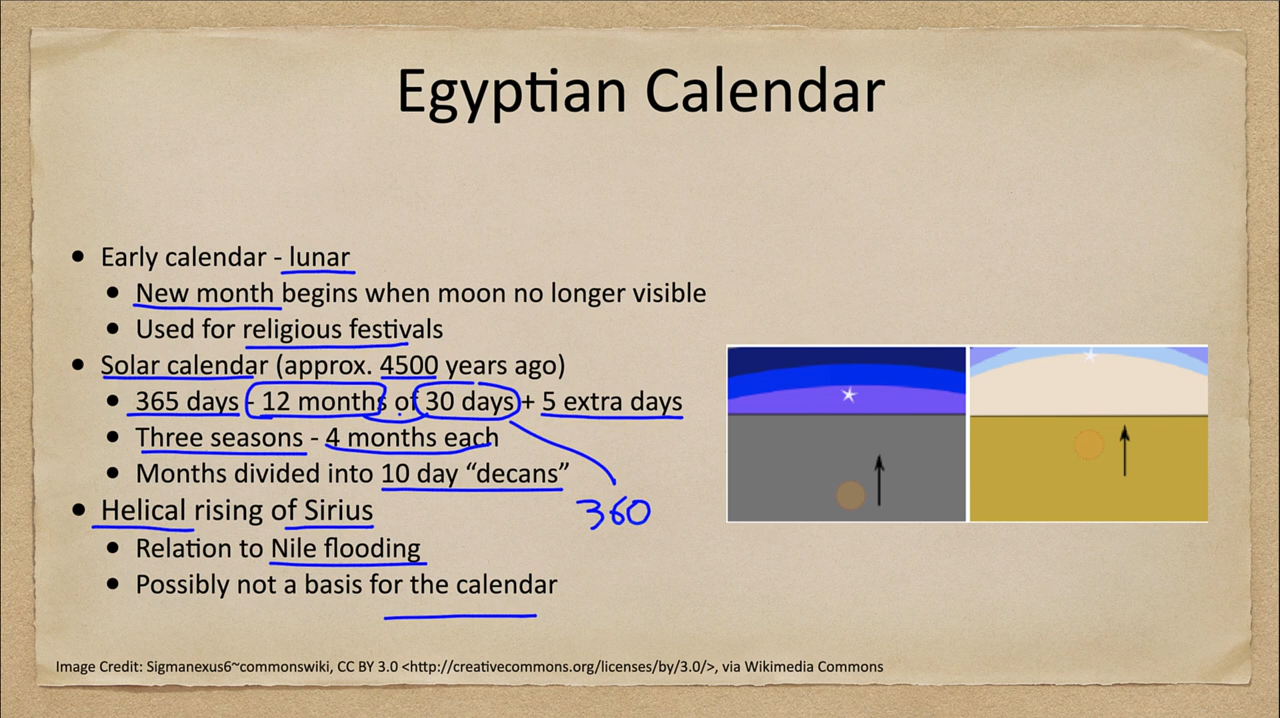 Egyptian Calendar
• Early calendar - lunar
• New month begins when moon no longer visible
• Used for religious festivals
• Solar calendar (approx. 4500 years ago)
• 365 days - 12 months of 30 days + 5 extra days
• Three seasons - 4 months each
• Months divided into 10 day “decans”
• Helical rising of Sirius
360
• Relation to Nile flooding
• Possibly not a basis for the calendar
Image Credit: Sigmanexus6~commonswiki, CC BY 3.0 <http://creativecommons.org/licenses/by/3.0/>, via Wikimedia Commons